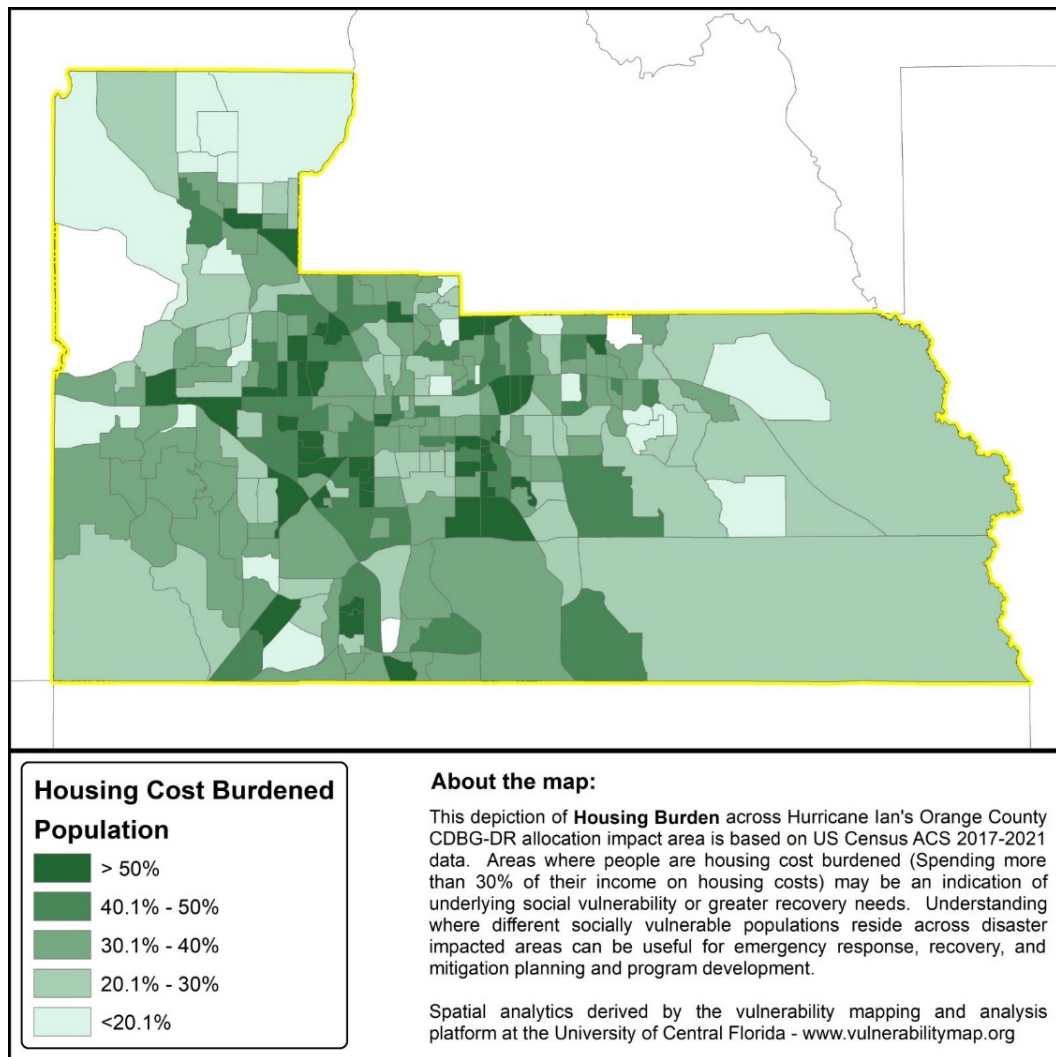 Housing Cost Burdened
Population
> 50%
40.1% - 50%
30.1% - 40%
20.1% - 30%
<20.1%
About the map:
This depiction of Housing Burden across Hurricane Ian's Orange County
CDBG-DR allocation impact area is based on US Census ACS 2017-2021
data. Areas where people are housing cost burdened (Spending more
than 30% of their income on housing costs) may be an indication of
underlying social vulnerability or greater recovery needs. Understanding
where different socially vulnerable populations reside across disaster
impacted areas can be useful for emergency response, recovery, and
mitigation planning and program development.
Spatial analytics derived by the vulnerability mapping and analysis
platform at the University of Central Florida - www.vulnerabilitymap.org